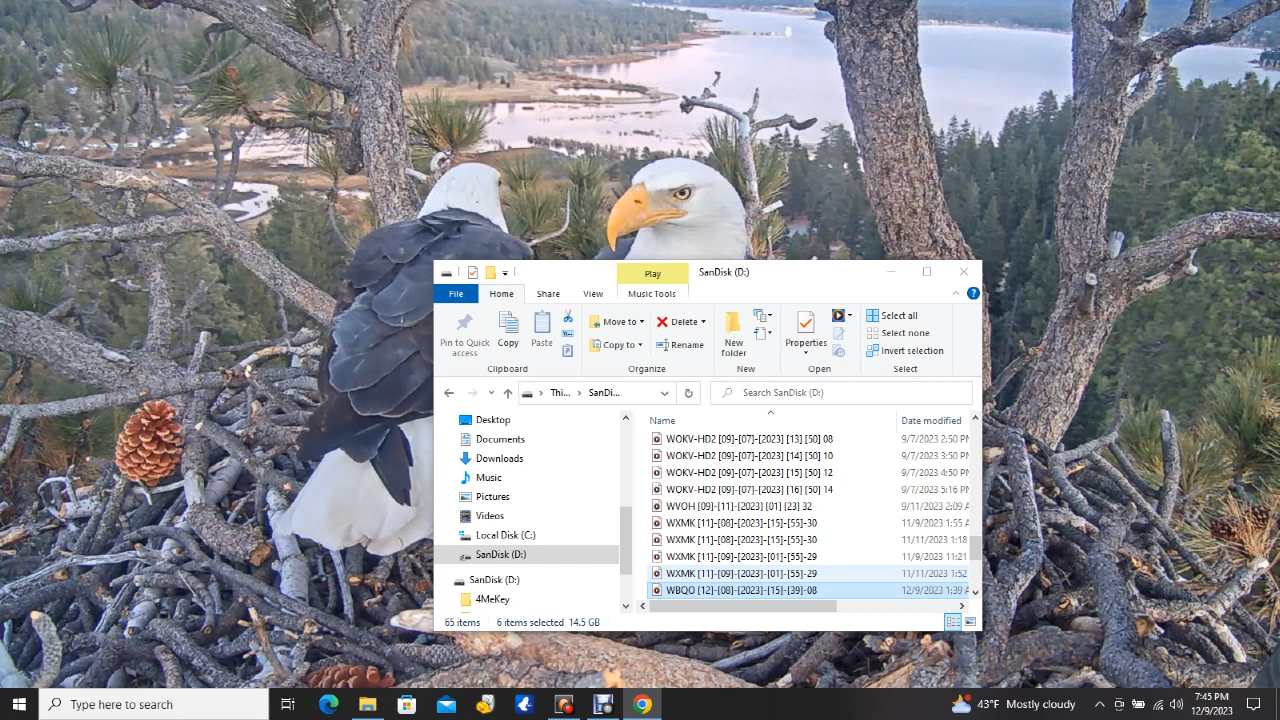 Play
SanDisk (D:)
File
Home
Share
View
Music Tools
Pin to Quick access
Copy
Paste
Move to
Copy to
Delete
Rename
New folder
Properties
Select all
Select none
Invert selection
Clipboard
Organize
New
Open
Select
Thi...
SanDi...
Search SanDisk (D:)
Desktop
Documents
Downloads
Music
Pictures
Videos
Local Disk (C:)
SanDisk (D:)
SanDisk (D:)
4MeKey
Name
Date modified
WOKV-HD2 [09]-[07]-[2023] [13] [50] 08
9/7/2023 2:50 PM
WOKV-HD2 [09]-[07]-[2023] [14] [50] 10
9/7/2023 3:50 PM
WOKV-HD2 [09]-[07]-[2023] [15] [50] 12
9/7/2023 4:50 PM
WOKV-HD2 [09]-[07]-[2023] [16] [50] 14
9/7/2023 5:16 PM
WVOH [09]-[11]-[2023] [01] [23] 32
9/11/2023 2:09
WXMK [11]-[08]-[2023]-[15]-[55]-30
11/9/2023 1:55
WXMK [11]-[08]-[2023]-[15]-[55]-30
11/11/2023 1:18
WXMK [11]-[09]-[2023]-[01]-[55]-29
11/9/2023 11:21
WXMK [11]-[09]-[2023]-[01]-[55]-29
11/11/2023 1:52
WBQO [12]-[08]-[2023]-[15]-[39]-08
12/9/2023 1:39
65 items
6 items selected 14.5 GB
Type here to search
43°F Mostly cloudy
7:45 PM
12/9/2023